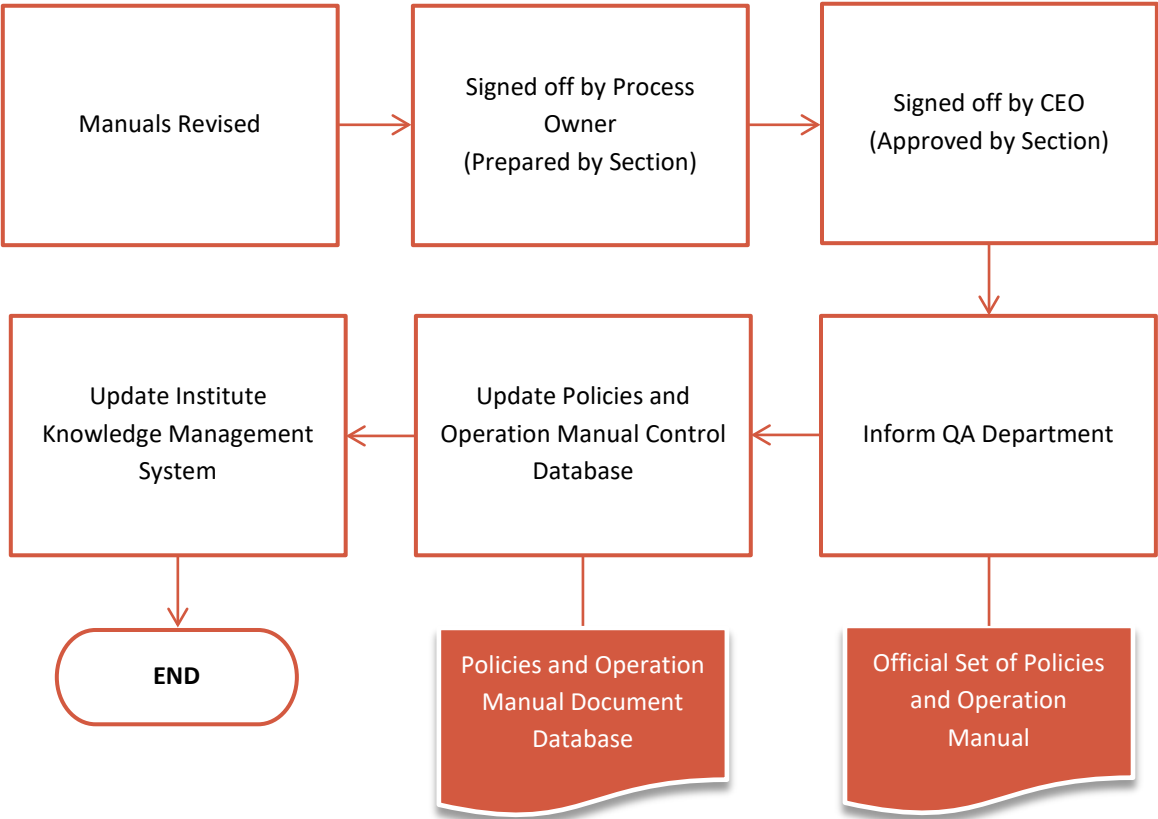 Manuals Revised
Signed off by Process
Owner
(Prepared by Section)
Signed off by CEO
(Approved by Section)
Inform QA Department
Update Policies and
Operation Manual Control
Database
Update Institute
Knowledge Management
System
END
Policies and Operation
Manual Document
Database
Official Set of Policies
and Operation
Manual